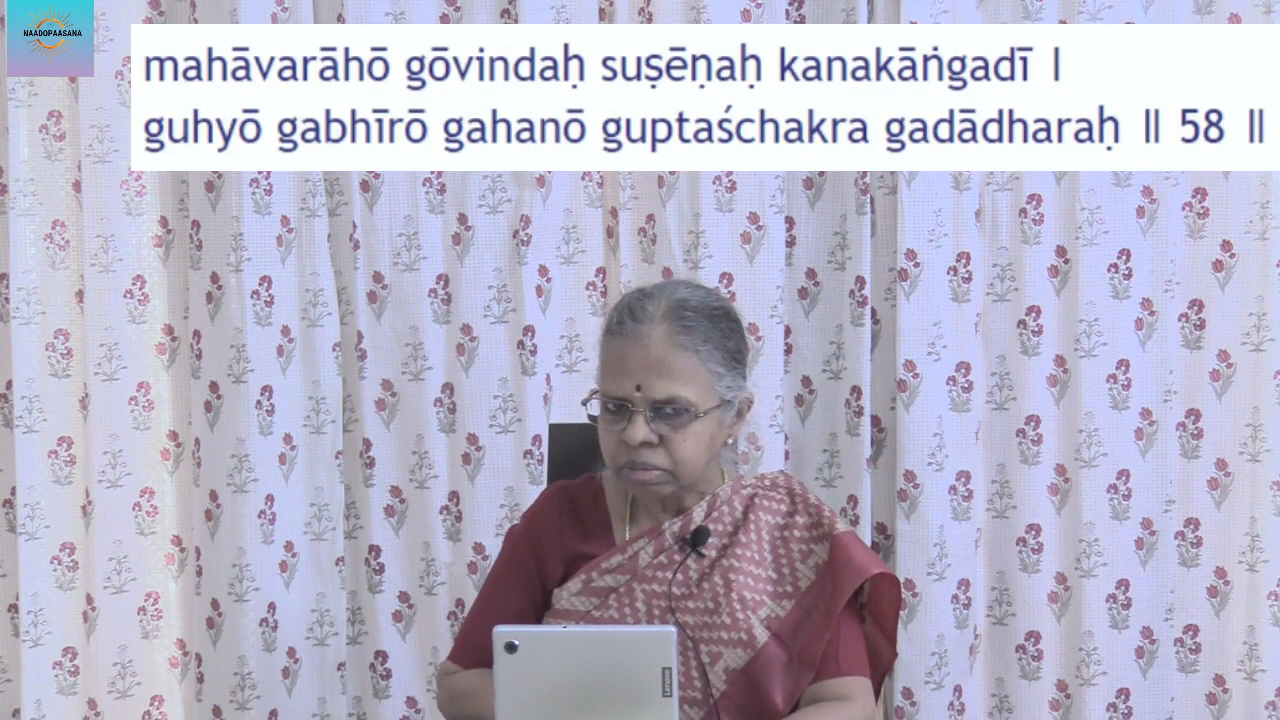 NAADOPAASANA
mahāvarāhō gōvindaḥ suṣēṇaḥ kanakāṅgadī ।
guhyō gabhīrō gahanō guptaśchakra gadādharaḥ ॥ 58 ॥
Lenovo